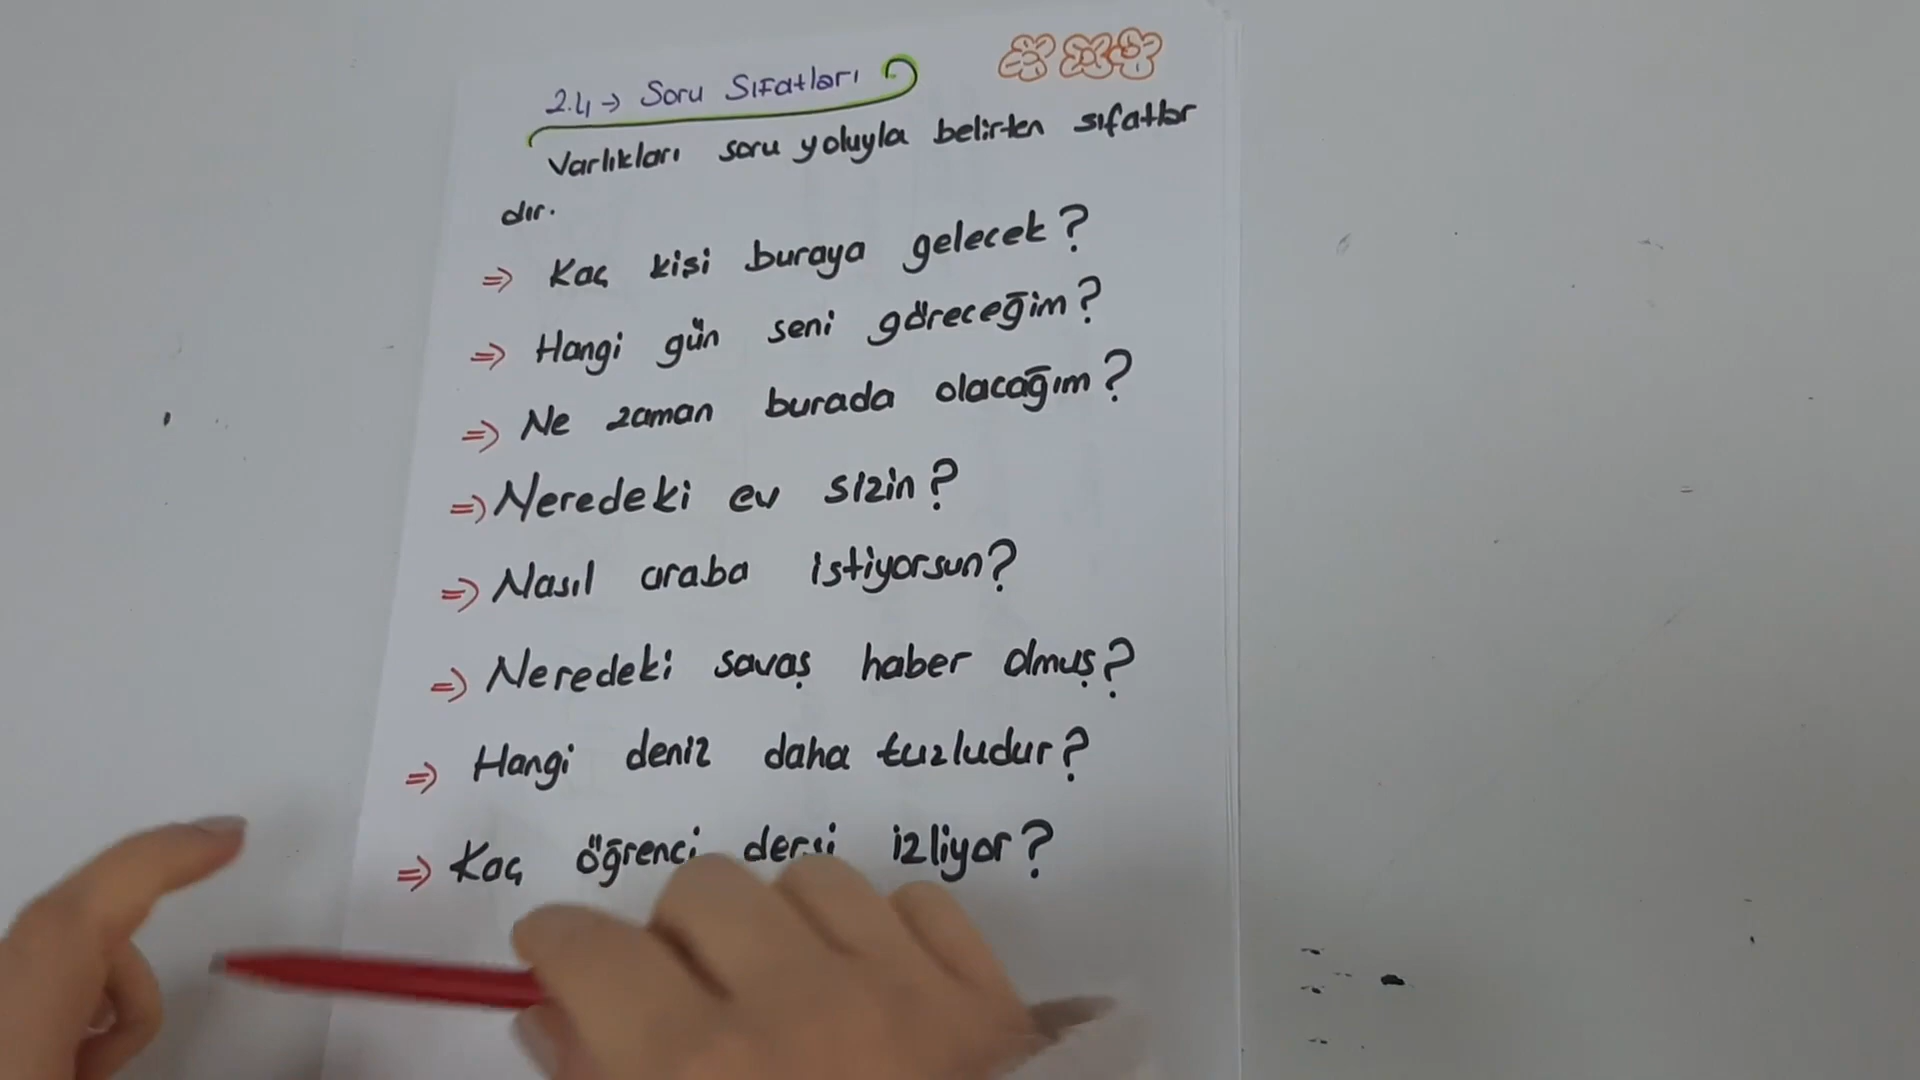 2.4 → Soru Sıfatları
Varlıkları soru yoluyla belirten sıfatlar
dır.
⇒ Kaç kişi buraya gelecek?
⇒ Hangi gün seni göreceğim?
⇒ Ne zaman burada olacağım?
⇒ Neredeki ev sizin?
⇒ Nasıl araba istiyorsun?
⇒ Neredeki savaş haber olmuş?
⇒ Hangi deniz daha tuzludur?
⇒ Kaç öğrenci dersi izliyor?